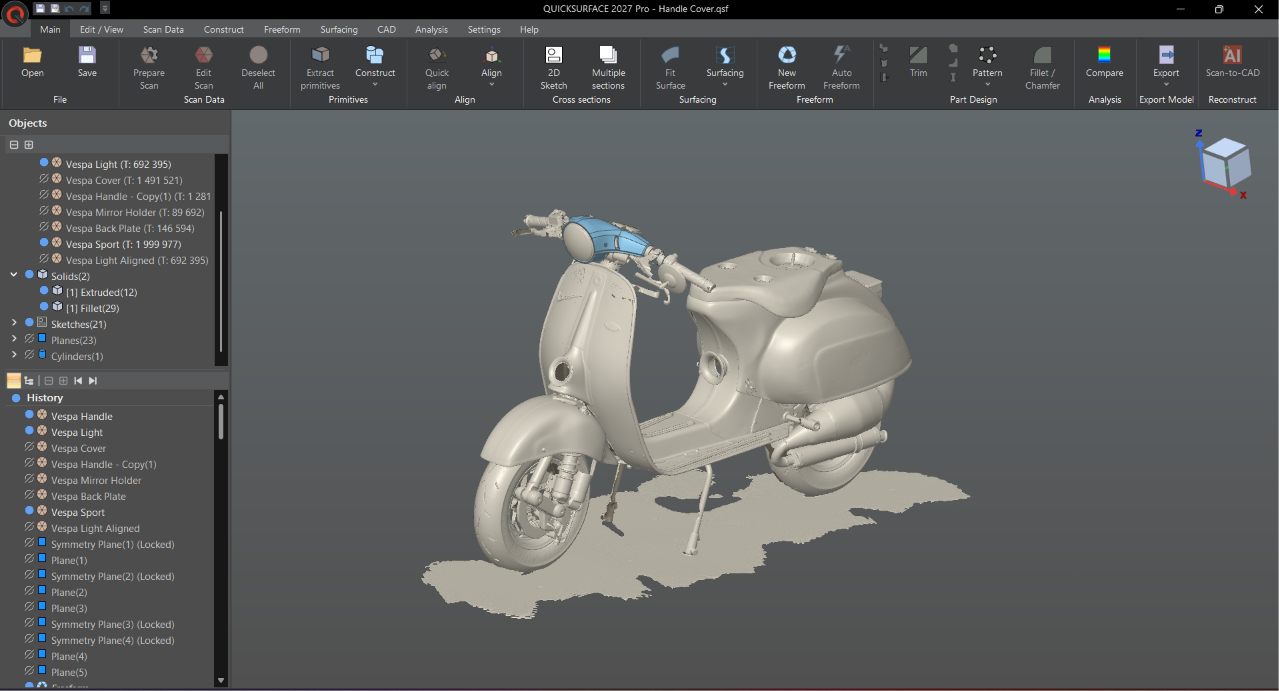 QUICKSURFACE 2027 Pro - Handle Cover.qsf
Main Edit / View Scan Data Construct Freeform Surfacing CAD Analysis Settings Help
Open Save Prepare Scan Edit Scan Deselect All Extract primitives Construct Quick align Align 2D Sketch Multiple sections Fit Surface Surfacing New Freeform Auto Freeform Trim Pattern Fillet / Chamfer Compare Export AI Scan-to-CAD
File Scan Data Primitives Align Cross sections Surfacing Freeform Part Design Analysis Export Model Reconstruct
Objects
Vespa Light (T: 692 395)
Vespa Cover (T: 1 491 521)
Vespa Handle - Copy(1) (T: 1 281
Vespa Mirror Holder (T: 89 692)
Vespa Back Plate (T: 146 594)
Vespa Sport (T: 1 999 977)
Vespa Light Aligned (T: 692 395)
Solids(2)
[1] Extruded(12)
[1] Fillet(29)
Sketches(21)
Planes(23)
Cylinders(1)
History
Vespa Handle
Vespa Light
Vespa Cover
Vespa Handle - Copy(1)
Vespa Mirror Holder
Vespa Back Plate
Vespa Sport
Vespa Light Aligned
Symmetry Plane(1) (Locked)
Plane(1)
Symmetry Plane(2) (Locked)
Plane(2)
Plane(3)
Symmetry Plane(3) (Locked)
Symmetry Plane(4) (Locked)
Plane(4)
Plane(5)
Z
X